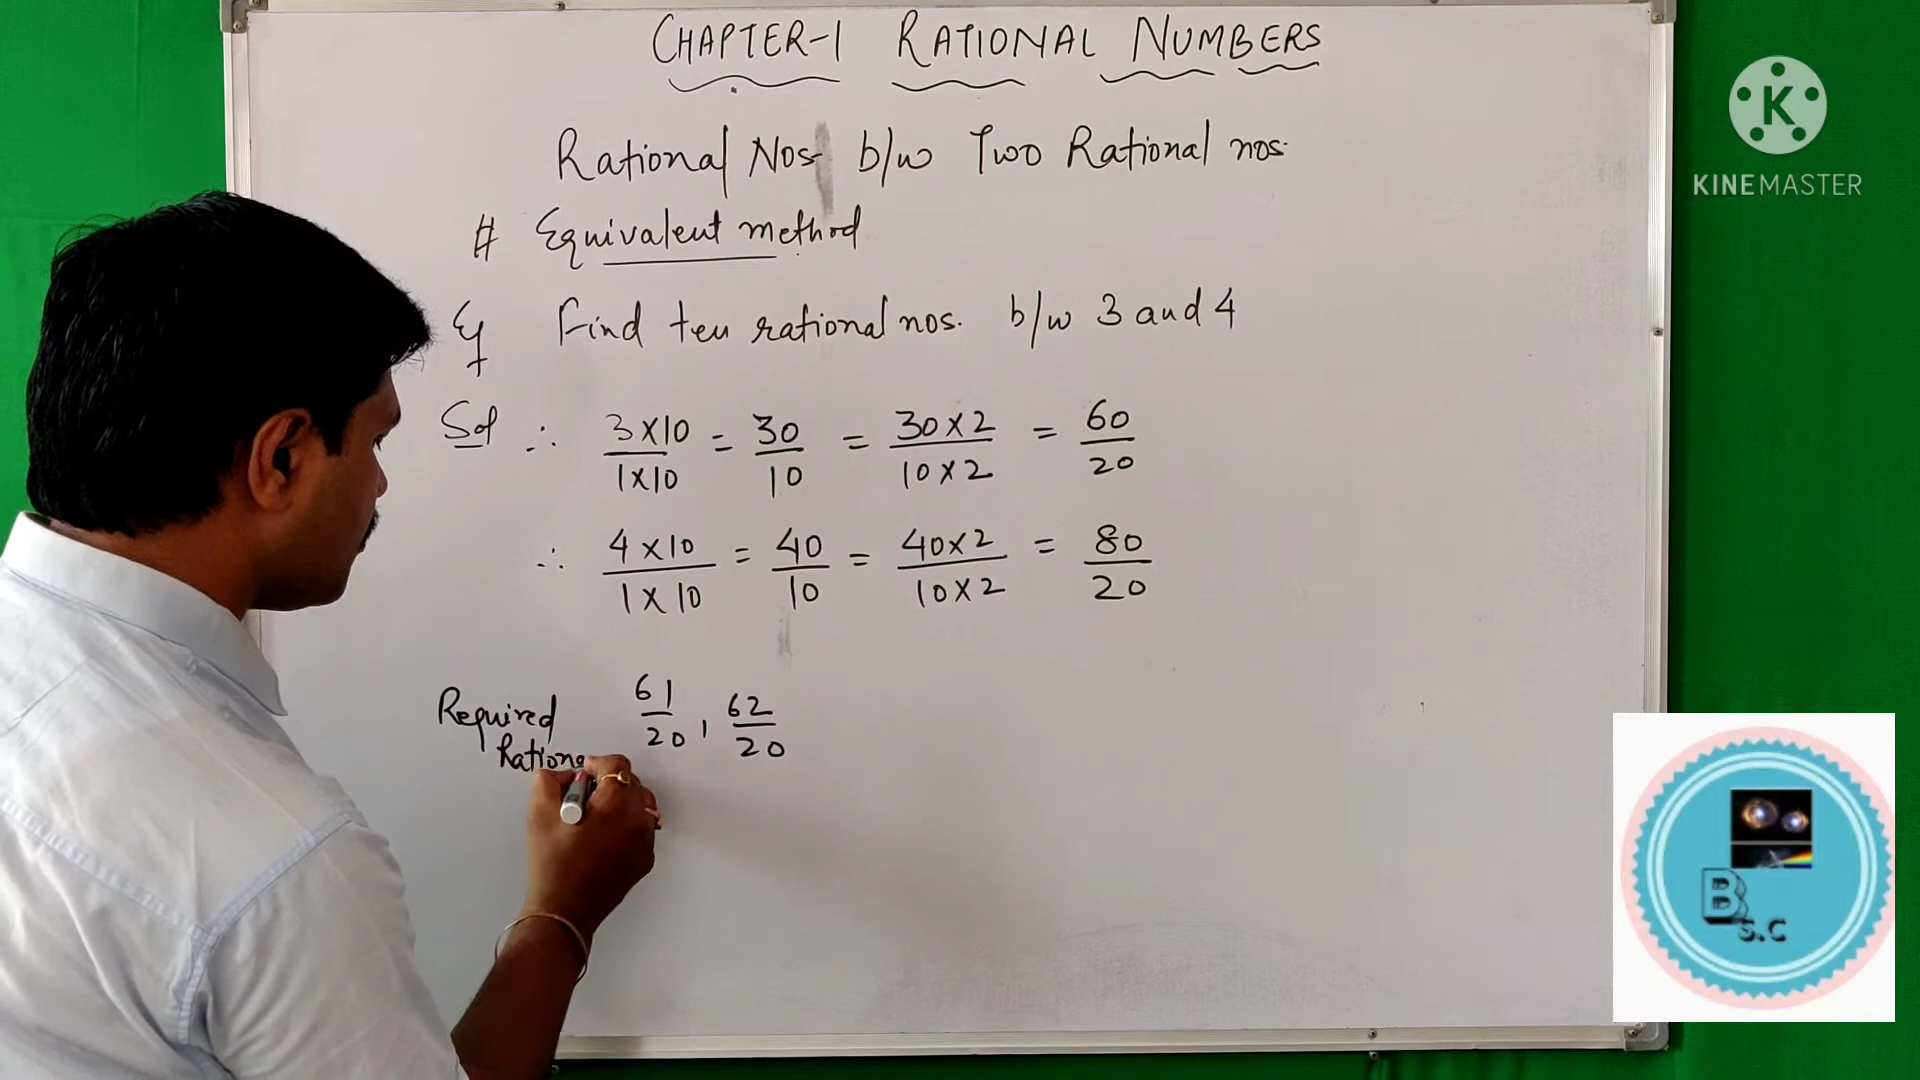 CHAPTER-1 RATIONAL NUMBERS
Rational Nos b/w Two Rational nos.
# Equivalent method
Eg Find ten rational nos. b/w 3 and 4
Sol ∴ 3×10/1×10 = 30/10 = 30×2/10×2 = 60/20
∴ 4×10/1×10 = 40/10 = 40×2/10×2 = 80/20
Required 61/20, 62/20
Rationa
K
KINEMASTER
B
S.C